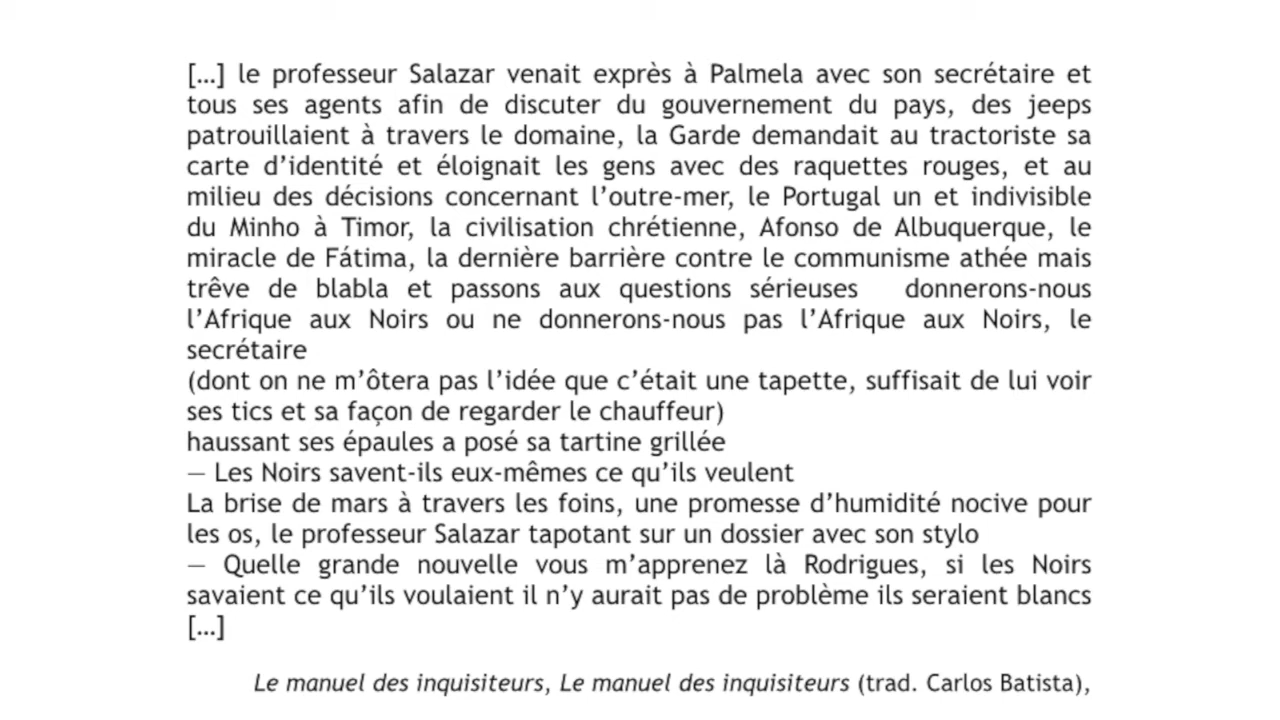 […] le professeur Salazar venait exprès à Palmela avec son secrétaire et
tous ses agents afin de discuter du gouvernement du pays, des jeeps
patrouillaient à travers le domaine, la Garde demandait au tractoriste sa
carte d’identité et éloignait les gens avec des raquettes rouges, et au
milieu des décisions concernant l’outre-mer, le Portugal un et indivisible
du Minho à Timor, la civilisation chrétienne, Afonso de Albuquerque, le
miracle de Fátima, la dernière barrière contre le communisme athée mais
trêve de blabla et passons aux questions sérieuses donnerons-nous
l’Afrique aux Noirs ou ne donnerons-nous pas l’Afrique aux Noirs, le
secrétaire
(dont on ne m’ôtera pas l’idée que c’était une tapette, suffisait de lui voir
ses tics et sa façon de regarder le chauffeur)
haussant ses épaules a posé sa tartine grillée
— Les Noirs savent-ils eux-mêmes ce qu’ils veulent
La brise de mars à travers les foins, une promesse d’humidité nocive pour
les os, le professeur Salazar tapotant sur un dossier avec son stylo
— Quelle grande nouvelle vous m’apprenez là Rodrigues, si les Noirs
savaient ce qu’ils voulaient il n’y aurait pas de problème ils seraient blancs
[…]
Le manuel des inquisiteurs, Le manuel des inquisiteurs (trad. Carlos Batista),